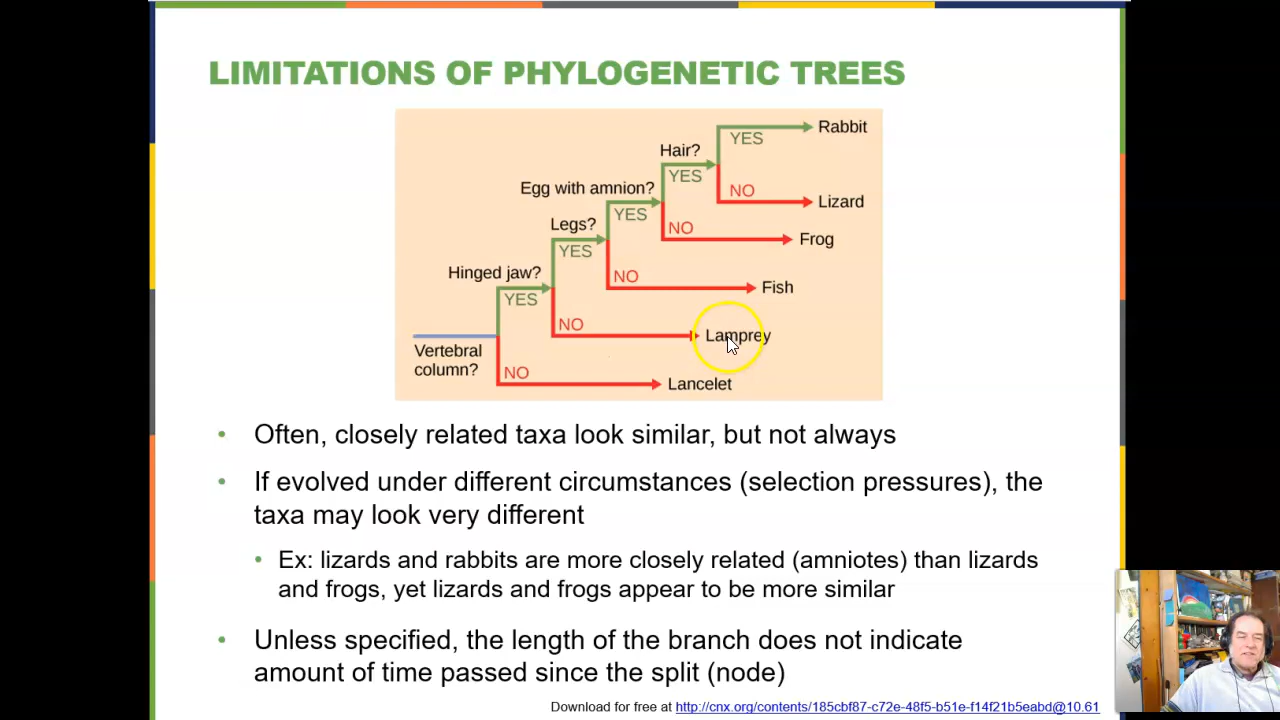 LIMITATIONS OF PHYLOGENETIC TREES
Rabbit
YES
Hair?
YES
NO
Egg with amnion?
Lizard
YES
Legs?
NO
Frog
YES
Hinged jaw?
NO
Fish
YES
NO
Lamprey
Vertebral
column?
NO
Lancelet
• Often, closely related taxa look similar, but not always
• If evolved under different circumstances (selection pressures), the
taxa may look very different
• Ex: lizards and rabbits are more closely related (amniotes) than lizards
and frogs, yet lizards and frogs appear to be more similar
• Unless specified, the length of the branch does not indicate
amount of time passed since the split (node)
Download for free at http://cnx.org/contents/185cbf87-c72e-48f5-b51e-f14f21b5eabd@10.61